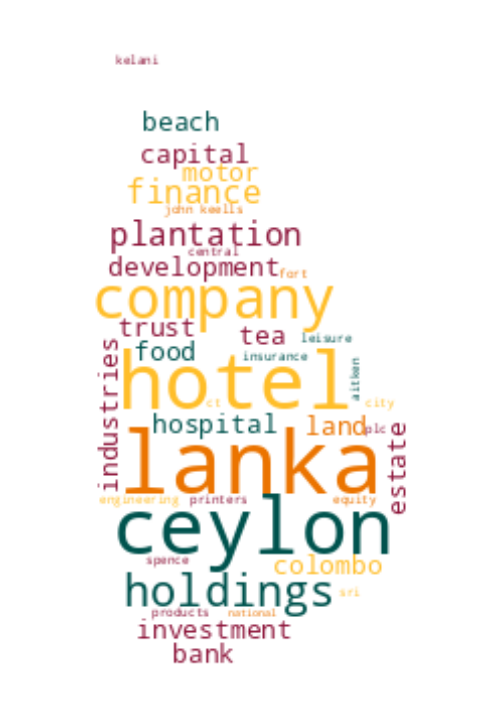 kelani
beach
capital
motor
finance
john keells
plantation
central
development
fort
company
trust
tea
leisure
food
insurance
hotel
aitken
industries
ct
city
hospital
land
plc
lanka
estate
engineering
printers
equity
ceylon
spence
colombo
holdings
sri
products
national
investment
bank